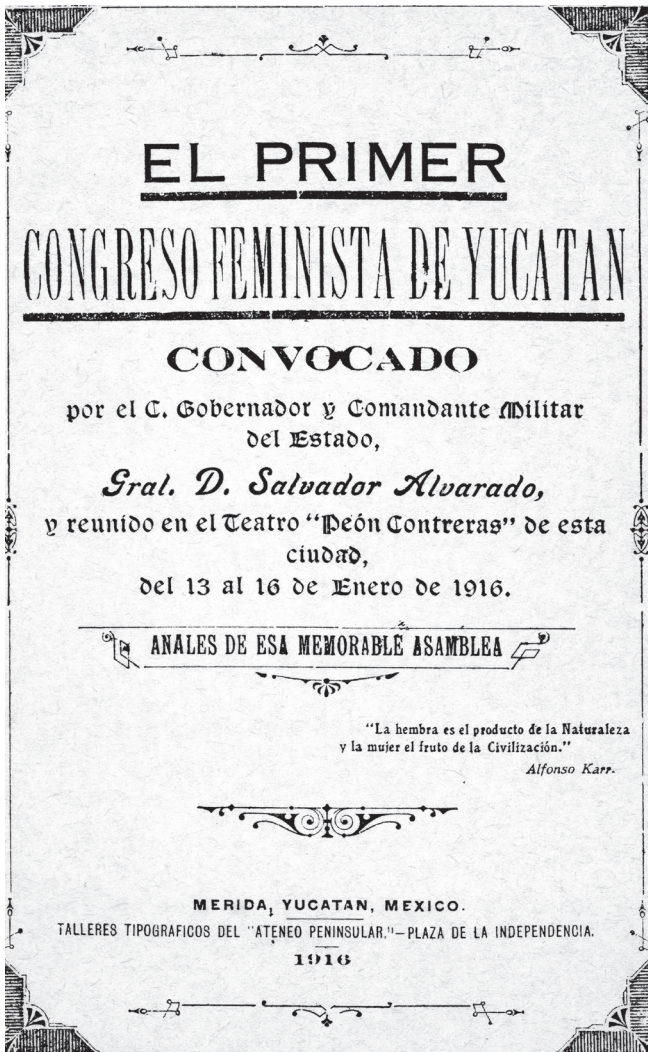 EL PRIMER
CONGRESO FEMINISTA DE YUCATAN
CONVOCADO
por el C. Gobernador y Comandante Militar
del Estado,
Gral. D. Salvador Alvarado,
y reunido en el Teatro "Peón Contreras" de esta
ciudad,
del 13 al 16 de Enero de 1916.
ANALES DE ESA MEMORABLE ASAMBLEA
"La hembra es el producto de la Naturaleza
y la mujer el fruto de la Civilización."
Alfonso Karr.
MERIDA, YUCATAN, MEXICO.
TALLERES TIPOGRAFICOS DEL "ATENEO PENINSULAR,"—PLAZA DE LA INDEPENDENCIA.
1916